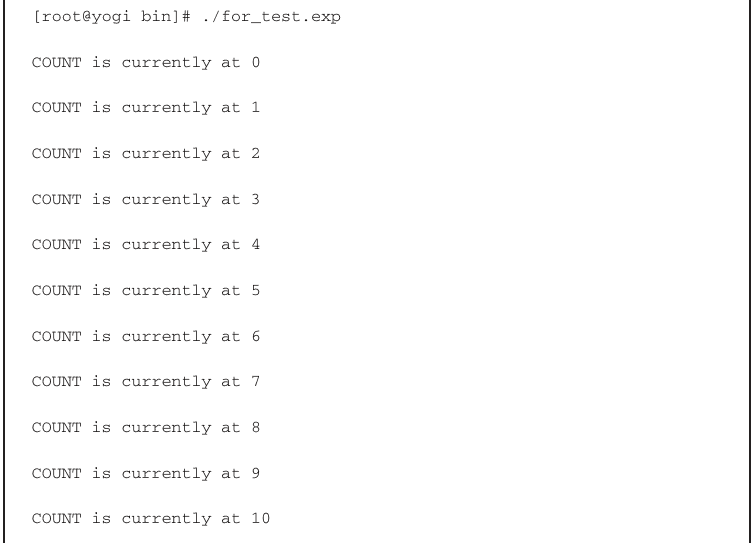 [root@yogi bin]# ./for_test.exp
COUNT is currently at 0
COUNT is currently at 1
COUNT is currently at 2
COUNT is currently at 3
COUNT is currently at 4
COUNT is currently at 5
COUNT is currently at 6
COUNT is currently at 7
COUNT is currently at 8
COUNT is currently at 9
COUNT is currently at 10